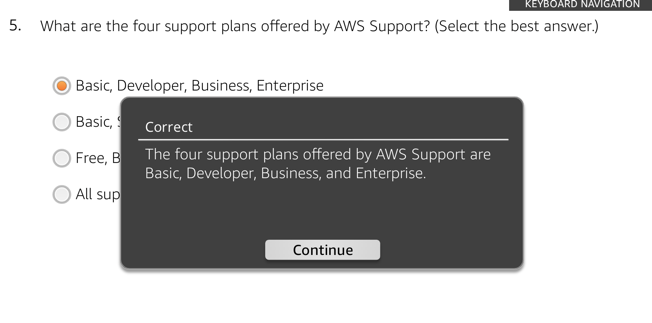 KEYBOARD NAVIGATION
5. What are the four support plans offered by AWS Support? (Select the best answer.)
Basic, Developer, Business, Enterprise
Basic,
Correct
Free, B
The four support plans offered by AWS Support are
Basic, Developer, Business, and Enterprise.
All sup
Continue